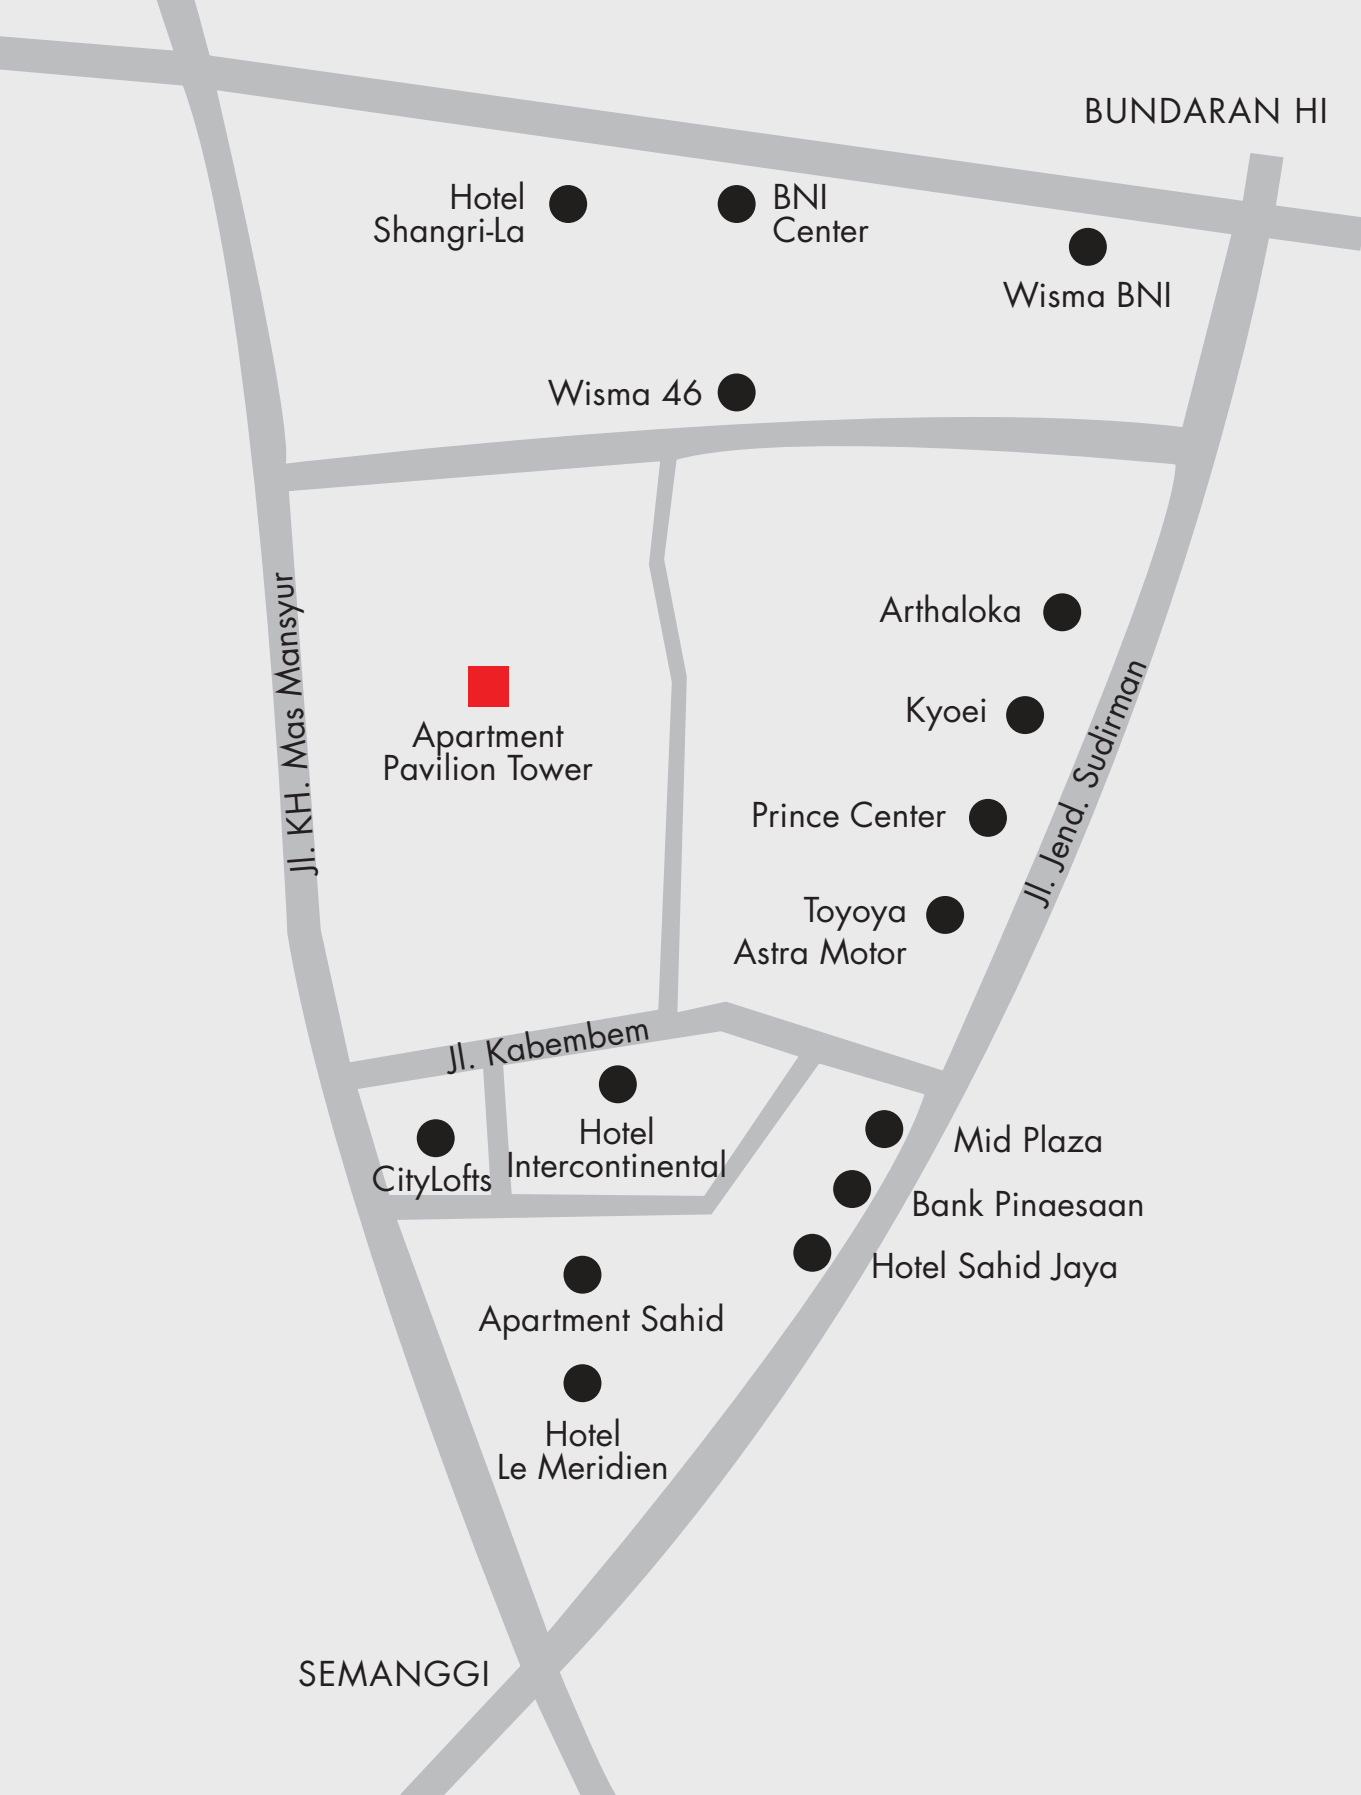 BUNDARAN HI
Hotel
Shangri-La
BNI
Center
Wisma BNI
Wisma 46
Jl. KH. Mas Mansyur
Arthaloka
Kyoei
Apartment
Pavilion Tower
Jl. Jend. Sudirman
Prince Center
Toyoya
Astra Motor
Jl. Kabembem
Hotel
Intercontinental
CityLofts
Mid Plaza
Bank Pinaesaan
Hotel Sahid Jaya
Apartment Sahid
Hotel
Le Meridien
SEMANGGI